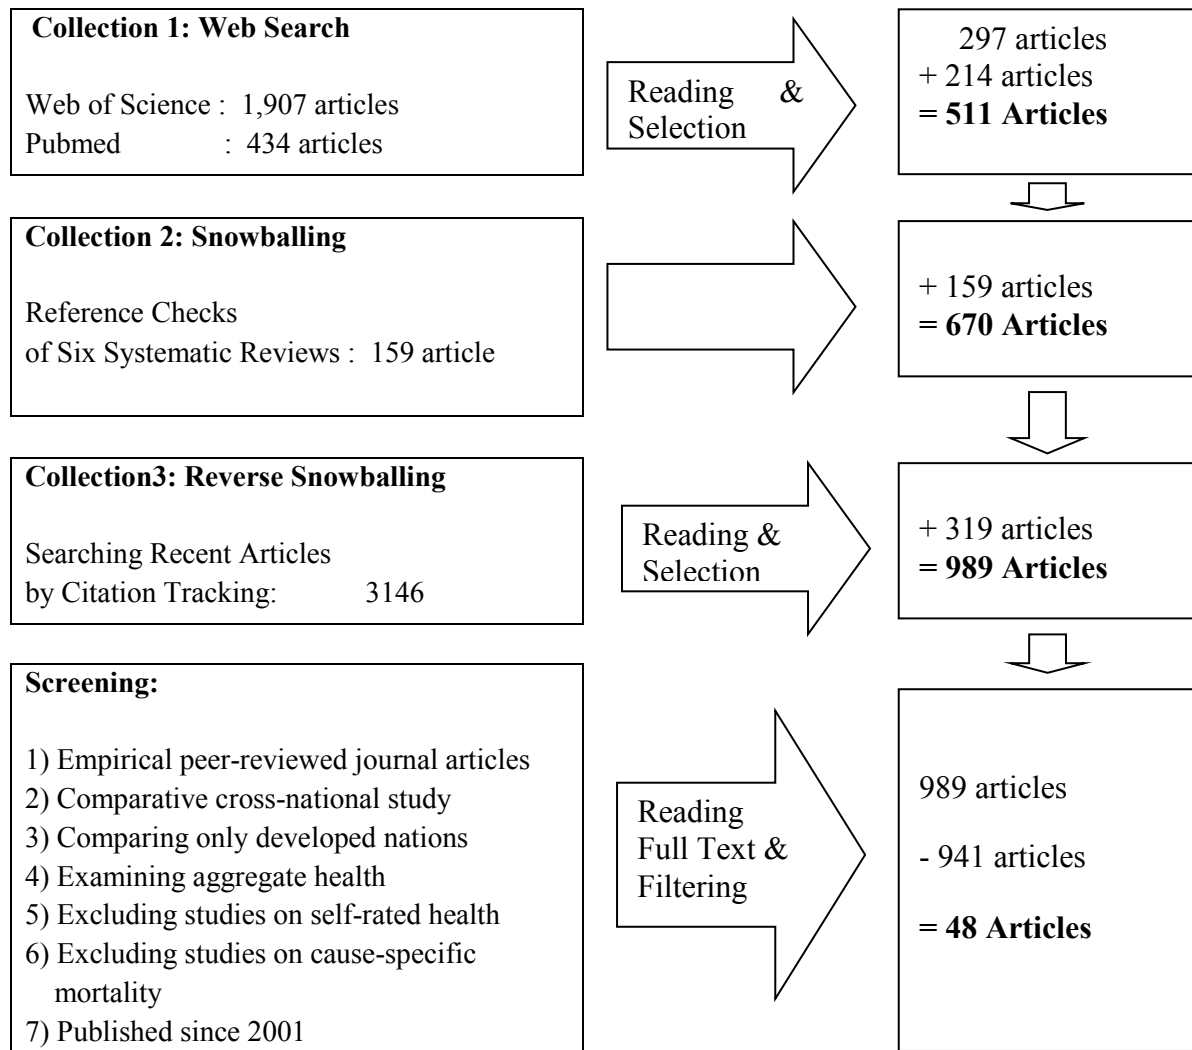 Collection 1: Web Search
Web of Science : 1,907 articles
Pubmed : 434 articles
Reading &
Selection
297 articles
+ 214 articles
= 511 Articles
Collection 2: Snowballing
Reference Checks
of Six Systematic Reviews : 159 article
+ 159 articles
= 670 Articles
Collection3: Reverse Snowballing
Searching Recent Articles
by Citation Tracking: 3146
Reading &
Selection
+ 319 articles
= 989 Articles
Screening:
1) Empirical peer-reviewed journal articles
2) Comparative cross-national study
3) Comparing only developed nations
4) Examining aggregate health
5) Excluding studies on self-rated health
6) Excluding studies on cause-specific
mortality
7) Published since 2001
Reading
Full Text &
Filtering
989 articles
- 941 articles
= 48 Articles